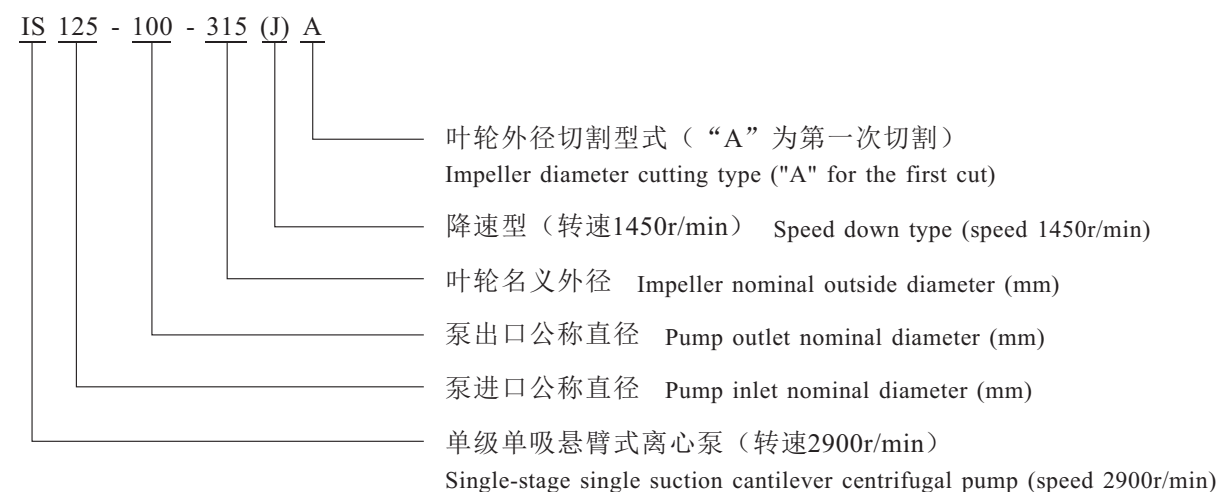 IS 125 - 100 - 315 (J) A
叶轮外径切割型式（“A”为第一次切割）
Impeller diameter cutting type ("A" for the first cut)
降速型（转速1450r/min） Speed down type (speed 1450r/min)
叶轮名义外径 Impeller nominal outside diameter (mm)
泵出口公称直径 Pump outlet nominal diameter (mm)
泵进口公称直径 Pump inlet nominal diameter (mm)
单级单吸悬臂式离心泵（转速2900r/min）
Single-stage single suction cantilever centrifugal pump (speed 2900r/min)